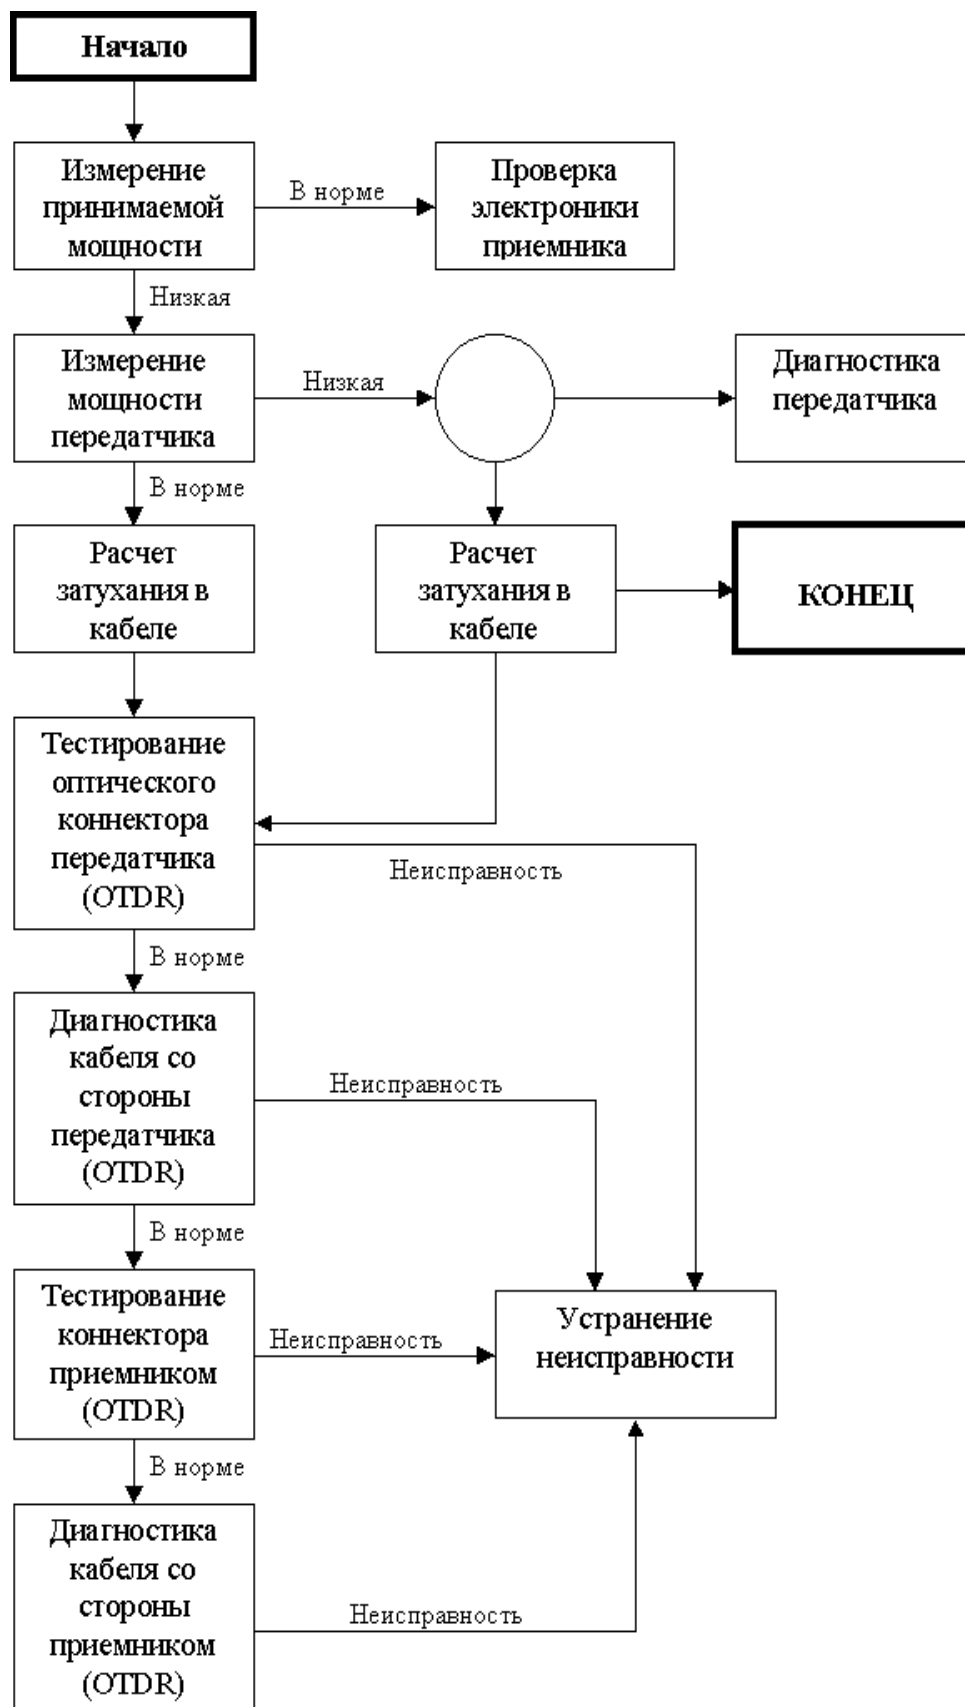 Начало
Измерение
принимаемой
мощности
В норме
Проверка
электроники
приемника
Низкая
Измерение
мощности
передатчика
Низкая
Диагностика
передатчика
В норме
Расчет
затухания в
кабеле
Расчет
затухания в
кабеле
КОНЕЦ
Тестирование
оптического
коннектора
передатчика
(OTDR)
Неисправность
В норме
Диагностика
кабеля со
стороны
передатчика
(OTDR)
Неисправность
В норме
Тестирование
коннектора
приемником
(OTDR)
Неисправность
Устранение
неисправности
В норме
Диагностика
кабеля со
стороны
приемником
(OTDR)
Неисправность